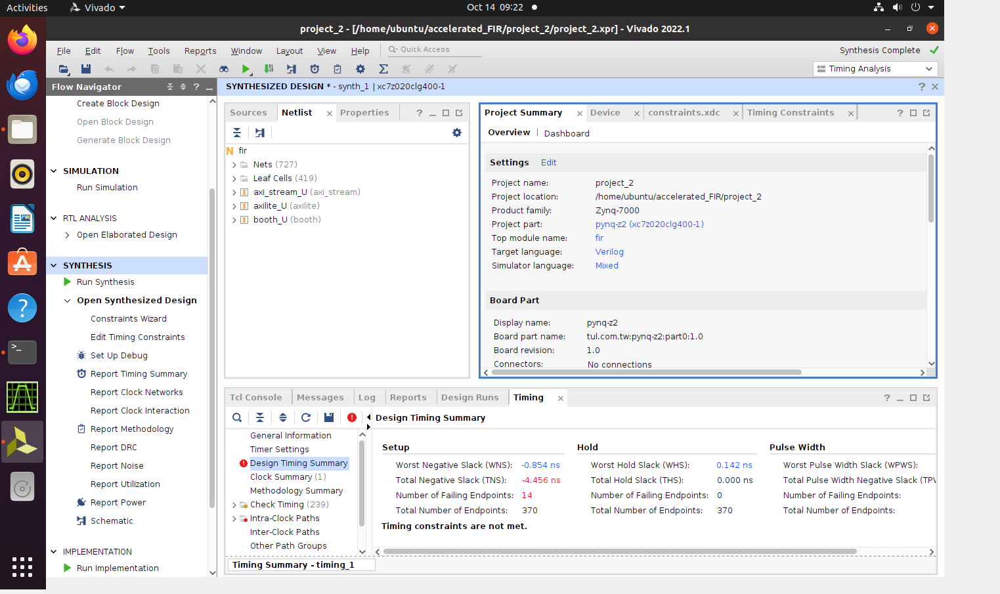 Activities
Vivado
Oct 14 09:22
project_2 - [/home/ubuntu/accelerated_FIR/project_2/project_2.xpr] - Vivado 2022.1
File Edit Flow Tools Reports Window Layout View Help
Quick Access
Synthesis Complete
Timing Analysis
Flow Navigator
Create Block Design
Open Block Design
Generate Block Design
SIMULATION
Run Simulation
RTL ANALYSIS
Open Elaborated Design
SYNTHESIS
Run Synthesis
Open Synthesized Design
Constraints Wizard
Edit Timing Constraints
Set Up Debug
Report Timing Summary
Report Clock Networks
Report Clock Interaction
Report Methodology
Report DRC
Report Noise
Report Utilization
Report Power
Schematic
IMPLEMENTATION
Run Implementation
SYNTHESIZED DESIGN * - synth_1 | xc7z020clg400-1
Sources Netlist Properties
fir
Nets (727)
Leaf Cells (419)
axi_stream_U (axi_stream)
axilite_U (axilite)
booth_U (booth)
Project Summary Device constraints.xdc Timing Constraints
Overview | Dashboard
Settings Edit
Project name: project_2
Project location: /home/ubuntu/accelerated_FIR/project_2
Product family: Zynq-7000
Project part: pynq-z2 (xc7z020clg400-1)
Top module name: fir
Target language: Verilog
Simulator language: Mixed
Board Part
Display name: pynq-z2
Board part name: tul.com.tw:pynq-z2:part0:1.0
Board revision: 1.0
Connectors: No connections
Tcl Console Messages Log Reports Design Runs Timing
General Information
Timer Settings
Design Timing Summary
Clock Summary (1)
Methodology Summary
Check Timing (239)
Intra-Clock Paths
Inter-Clock Paths
Other Path Groups
Design Timing Summary
Setup
Worst Negative Slack (WNS): -0.854 ns
Total Negative Slack (TNS): -4.456 ns
Number of Failing Endpoints: 14
Total Number of Endpoints: 370
Hold
Worst Hold Slack (WHS): 0.142 ns
Total Hold Slack (THS): 0.000 ns
Number of Failing Endpoints: 0
Total Number of Endpoints: 370
Pulse Width
Worst Pulse Width Slack (WPWS):
Total Pulse Width Negative Slack (TPV
Number of Failing Endpoints:
Total Number of Endpoints:
Timing constraints are not met.
Timing Summary - timing_1